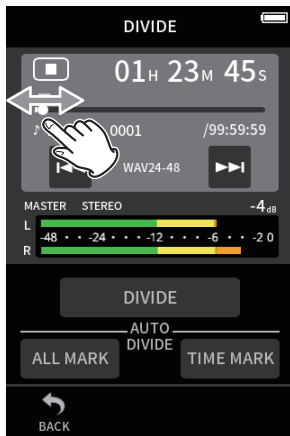 DIVIDE
01H 23M 45S
0001 /99:59:59
WAV24-48
MASTER STEREO -4dB
L
-48 · · -24 · · · -12 · · · -6 · · -2 0
R
DIVIDE
AUTO
DIVIDE
ALL MARK TIME MARK
BACK